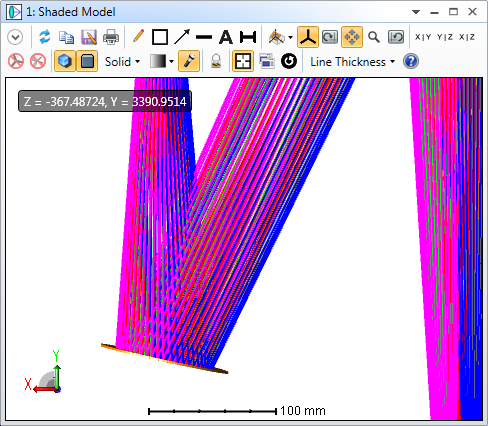 1: Shaded Model
A
X|Y Y|Z X|Z
Solid
Line Thickness
?
Z = -367.48724, Y = 3390.9514
Y
X
100 mm